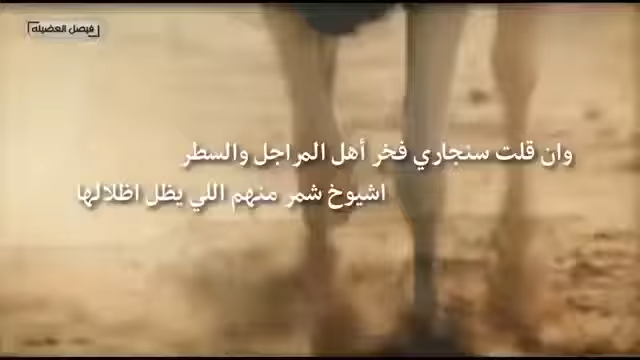 فيصل العضيله
وان قلت سنجاري فخر أهل المراجل والسطر
اشيوخ شمر منهم اللي يظل اظلالها